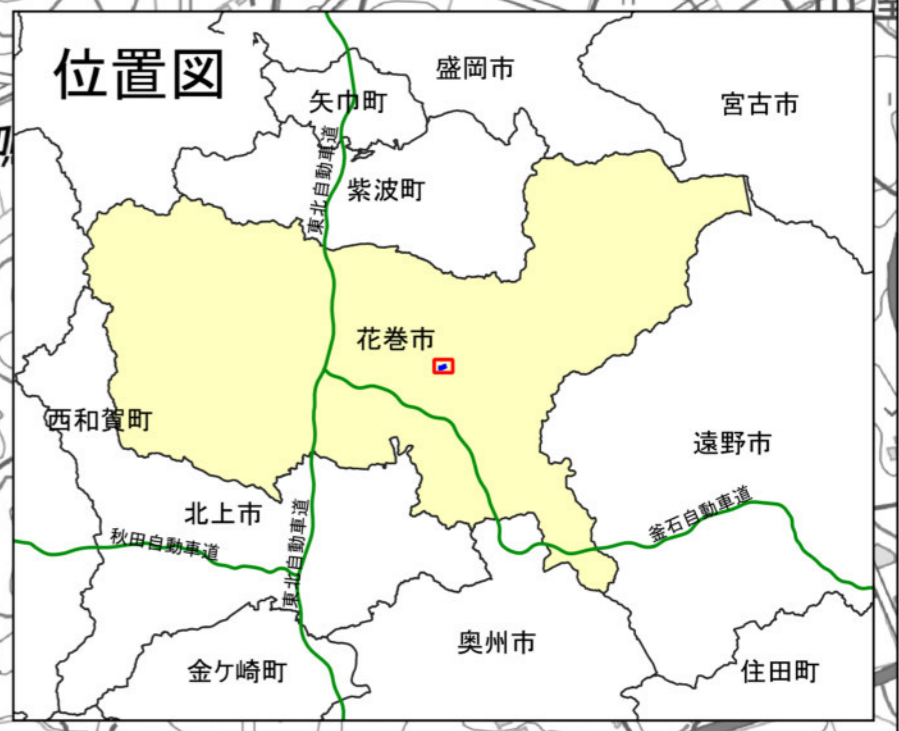 位置図
盛岡市
矢巾町
宮古市
東北自動車道
紫波町
花巻市
西和賀町
遠野市
北上市
秋田自動車道
東北自動車道
釜石自動車道
奥州市
金ケ崎町
住田町